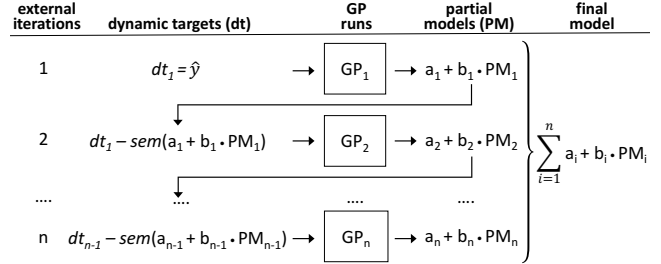 external iterations dynamic targets (dt) GP runs partial models (PM) final model
1 dt₁ = ŷ → GP₁ → a₁ + b₁ · PM₁
2 dt₁ – sem(a₁ + b₁ · PM₁) → GP₂ → a₂ + b₂ · PM₂
.... .... .... ....
n dtₙ₋₁ – sem(aₙ₋₁ + bₙ₋₁ · PMₙ₋₁) → GPₙ → aₙ + bₙ · PMₙ
∑ⁿᵢ₌₁ aᵢ + bᵢ · PMᵢ